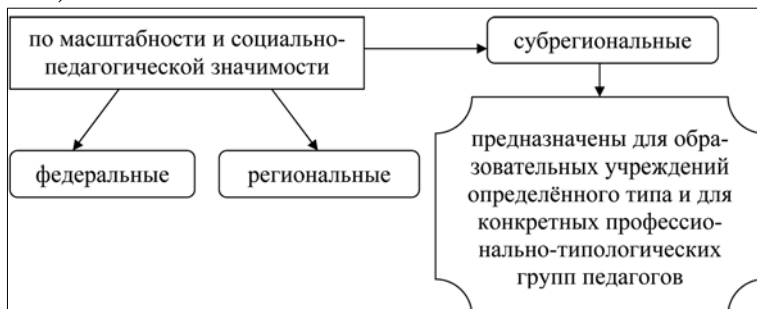 по масштабности и социально-
педагогической значимости
субрегиональные
федеральные
региональные
предназначены для обра-
зовательных учреждений
определённого типа и для
конкретных профессио-
нально-типологических
групп педагогов